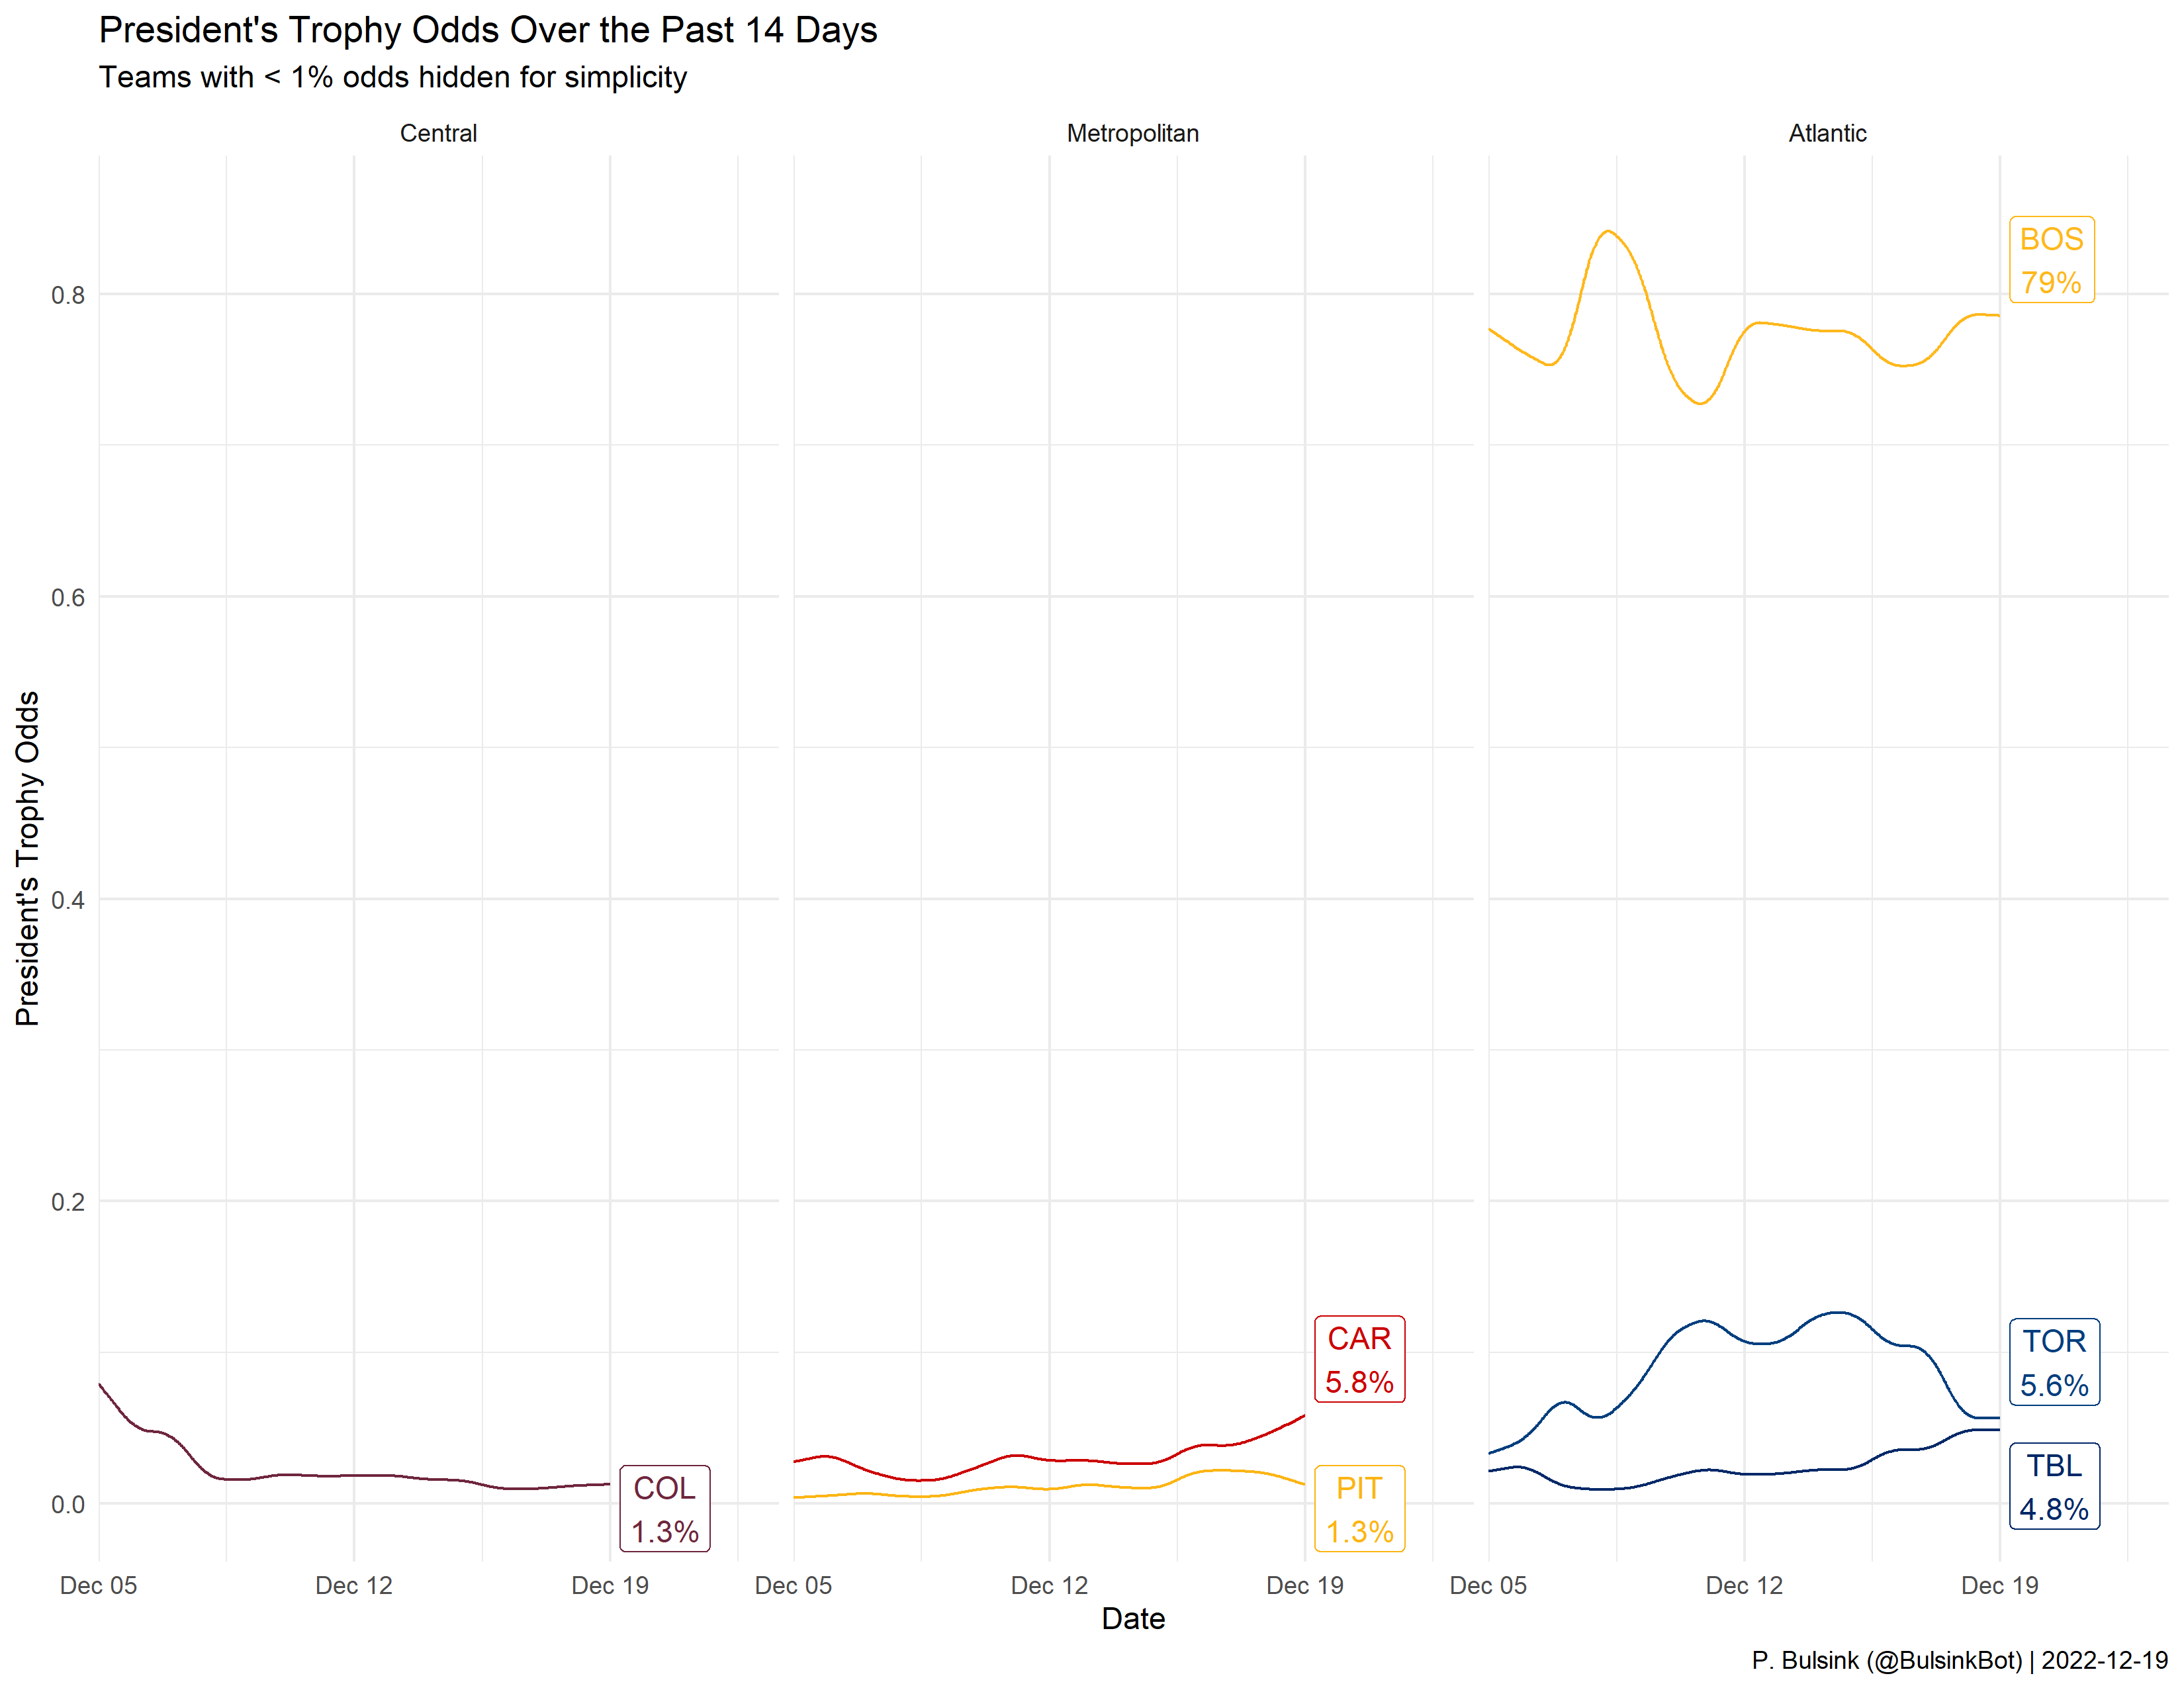 President's Trophy Odds Over the Past 14 Days
Teams with < 1% odds hidden for simplicity
Central
Metropolitan
Atlantic
President's Trophy Odds
0.8
0.6
0.4
0.2
0.0
BOS
79%
CAR
5.8%
TOR
5.6%
COL
1.3%
PIT
1.3%
TBL
4.8%
Dec 05
Dec 12
Dec 19
Dec 05
Dec 12
Dec 19
Dec 05
Dec 12
Dec 19
Date
P. Bulsink (@BulsinkBot) | 2022-12-19